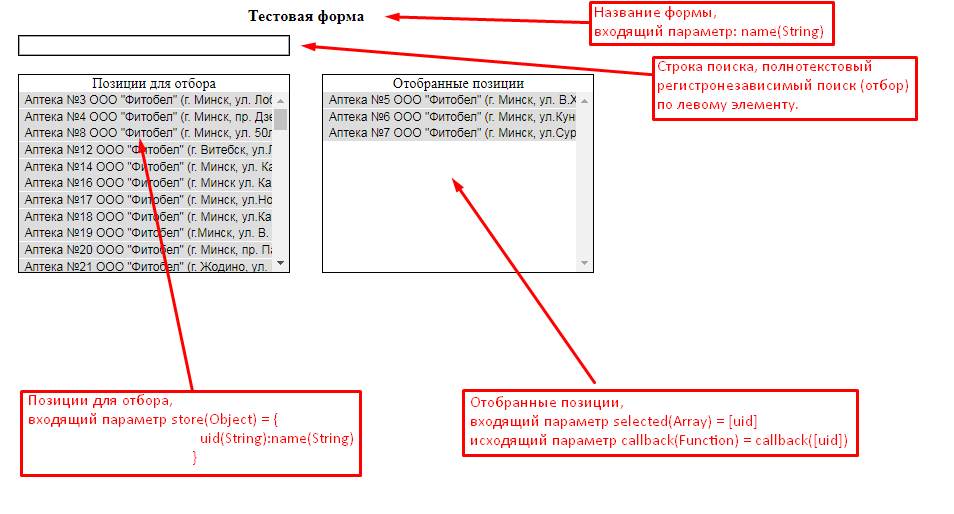 Тестовая форма
Название формы,
входящий параметр: name(String)
Строка поиска, полнотекстовый
регистронезависимый поиск (отбор)
по левому элементу.
Позиции для отбора
Аптека №3 ООО "Фитобел" (г. Минск, ул. Лоб
Аптека №4 ООО "Фитобел" (г. Минск, пр. Дзе
Аптека №8 ООО "Фитобел" (г. Минск, ул. 50л
Аптека №12 ООО "Фитобел" (г. Витебск, ул.Л
Аптека №14 ООО "Фитобел" (г. Минск, ул. Ка
Аптека №16 ООО "Фитобел" (г. Минск ул. Ка
Аптека №17 ООО "Фитобел" (г. Минск, ул.Но
Аптека №18 ООО "Фитобел" (г. Минск, ул.Ка
Аптека №19 ООО "Фитобел" (г.Минск, ул. В.
Аптека №20 ООО "Фитобел" (г. Минск, пр. Па
Аптека №21 ООО "Фитобел" (г. Жодино, ул.
Отобранные позиции
Аптека №5 ООО "Фитобел" (г. Минск, ул. В.Х
Аптека №6 ООО "Фитобел" (г. Минск, ул.Кун
Аптека №7 ООО "Фитобел" (г. Минск, ул.Сур
Позиции для отбора,
входящий параметр store(Object) = {
uid(String):name(String)
}
Отобранные позиции,
входящий параметр selected(Array) = [uid]
исходящий параметр callback(Function) = callback([uid])